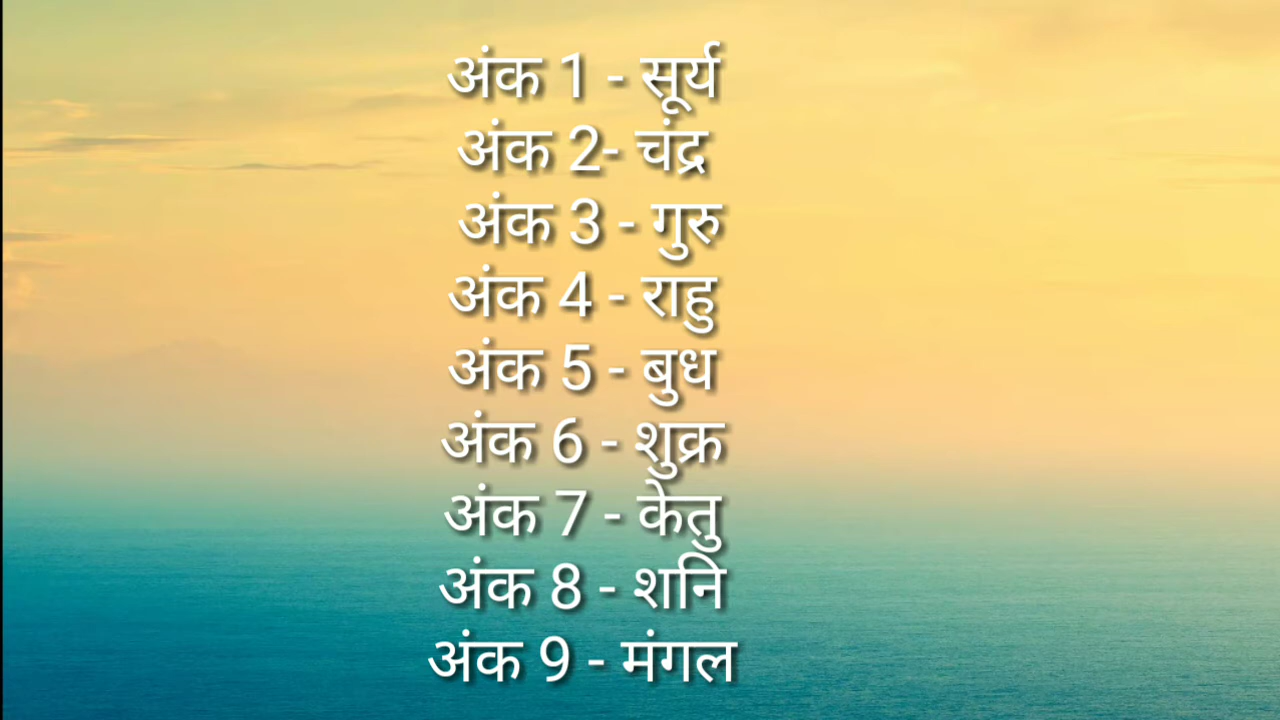 अंक 1 - सूर्य
अंक 2- चंद्र
अंक 3 - गुरु
अंक 4 - राहु
अंक 5 - बुध
अंक 6 - शुक्र
अंक 7 - केतु
अंक 8 - शनि
अंक 9 - मंगल